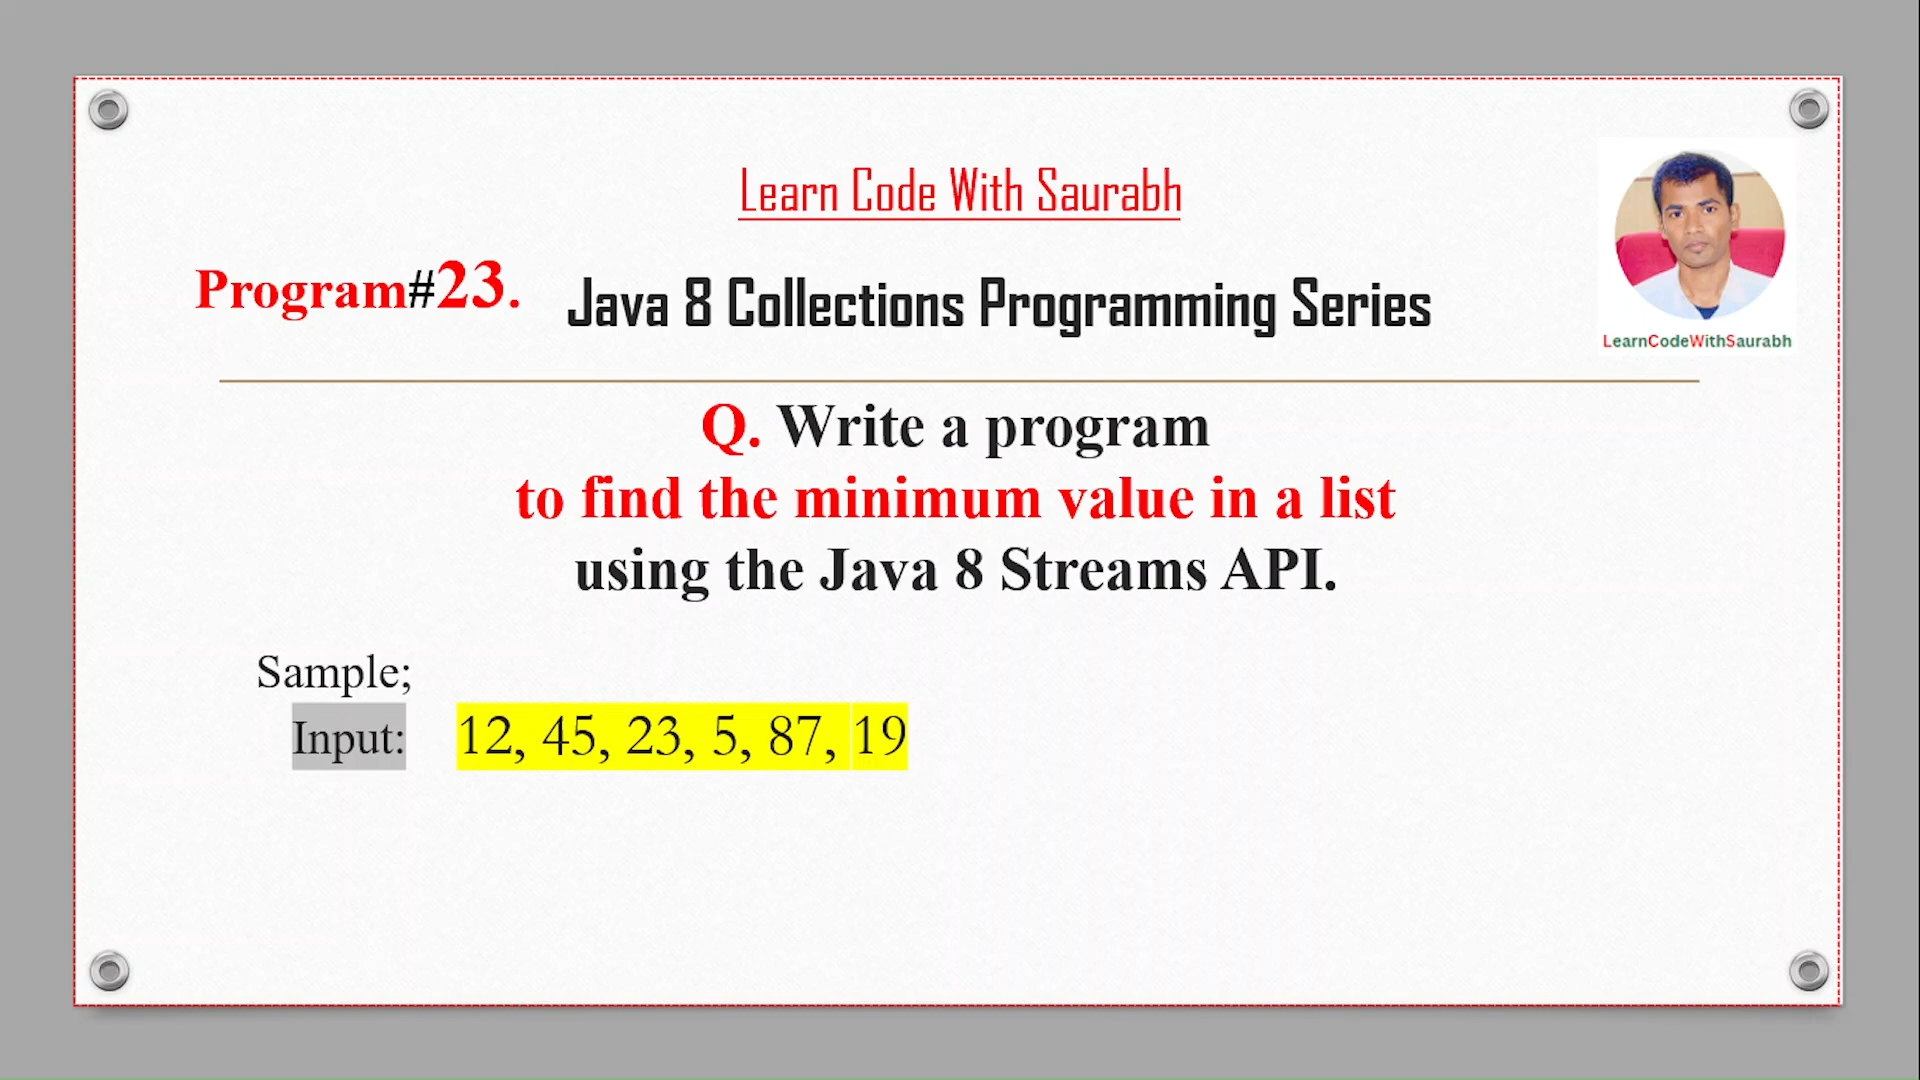 Learn Code With Saurabh
Program#23.
Java 8 Collections Programming Series
LearnCodeWithSaurabh
Q. Write a program
to find the minimum value in a list
using the Java 8 Streams API.
Sample;
Input: 12, 45, 23, 5, 87, 19